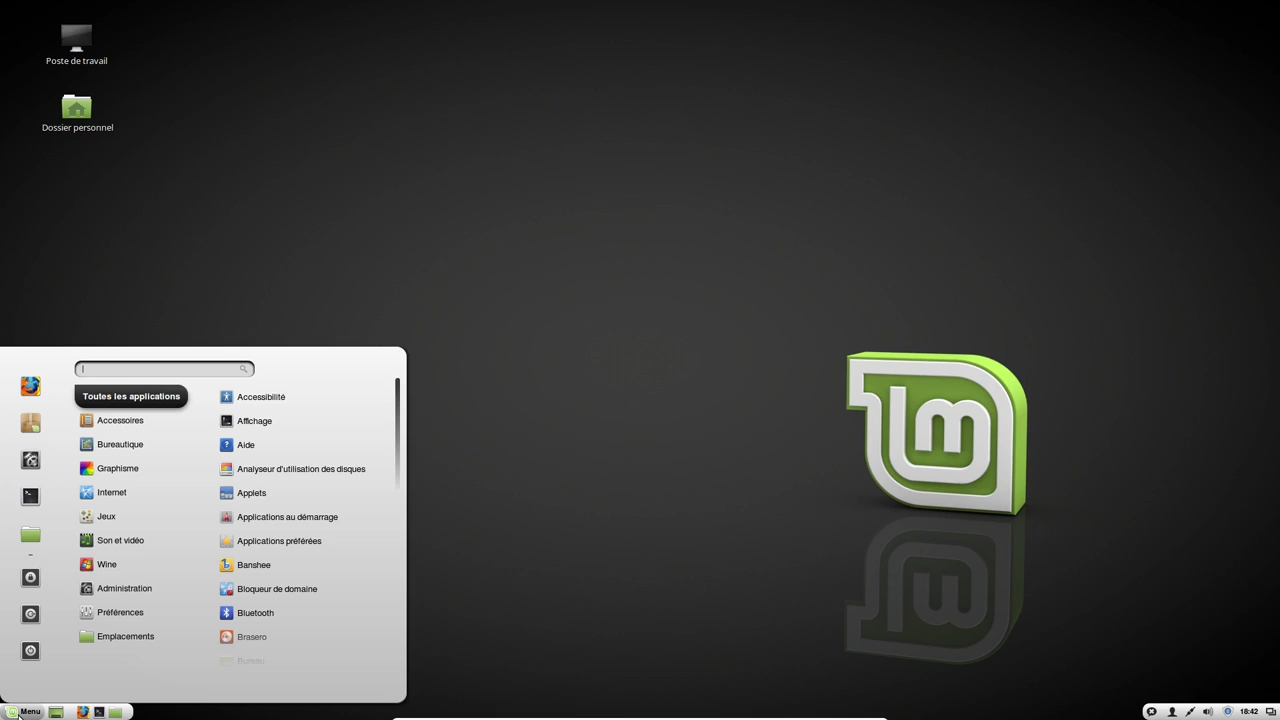 Poste de travail
Dossier personnel
Toutes les applications
Accessoires
Bureautique
Graphisme
Internet
Jeux
Son et vidéo
Wine
Administration
Préférences
Emplacements
Accessibilité
Affichage
Aide
Analyseur d'utilisation des disques
Applets
Applications au démarrage
Applications préférées
Banshee
Bloqueur de domaine
Bluetooth
Brasero
Bureau
Menu
18:42